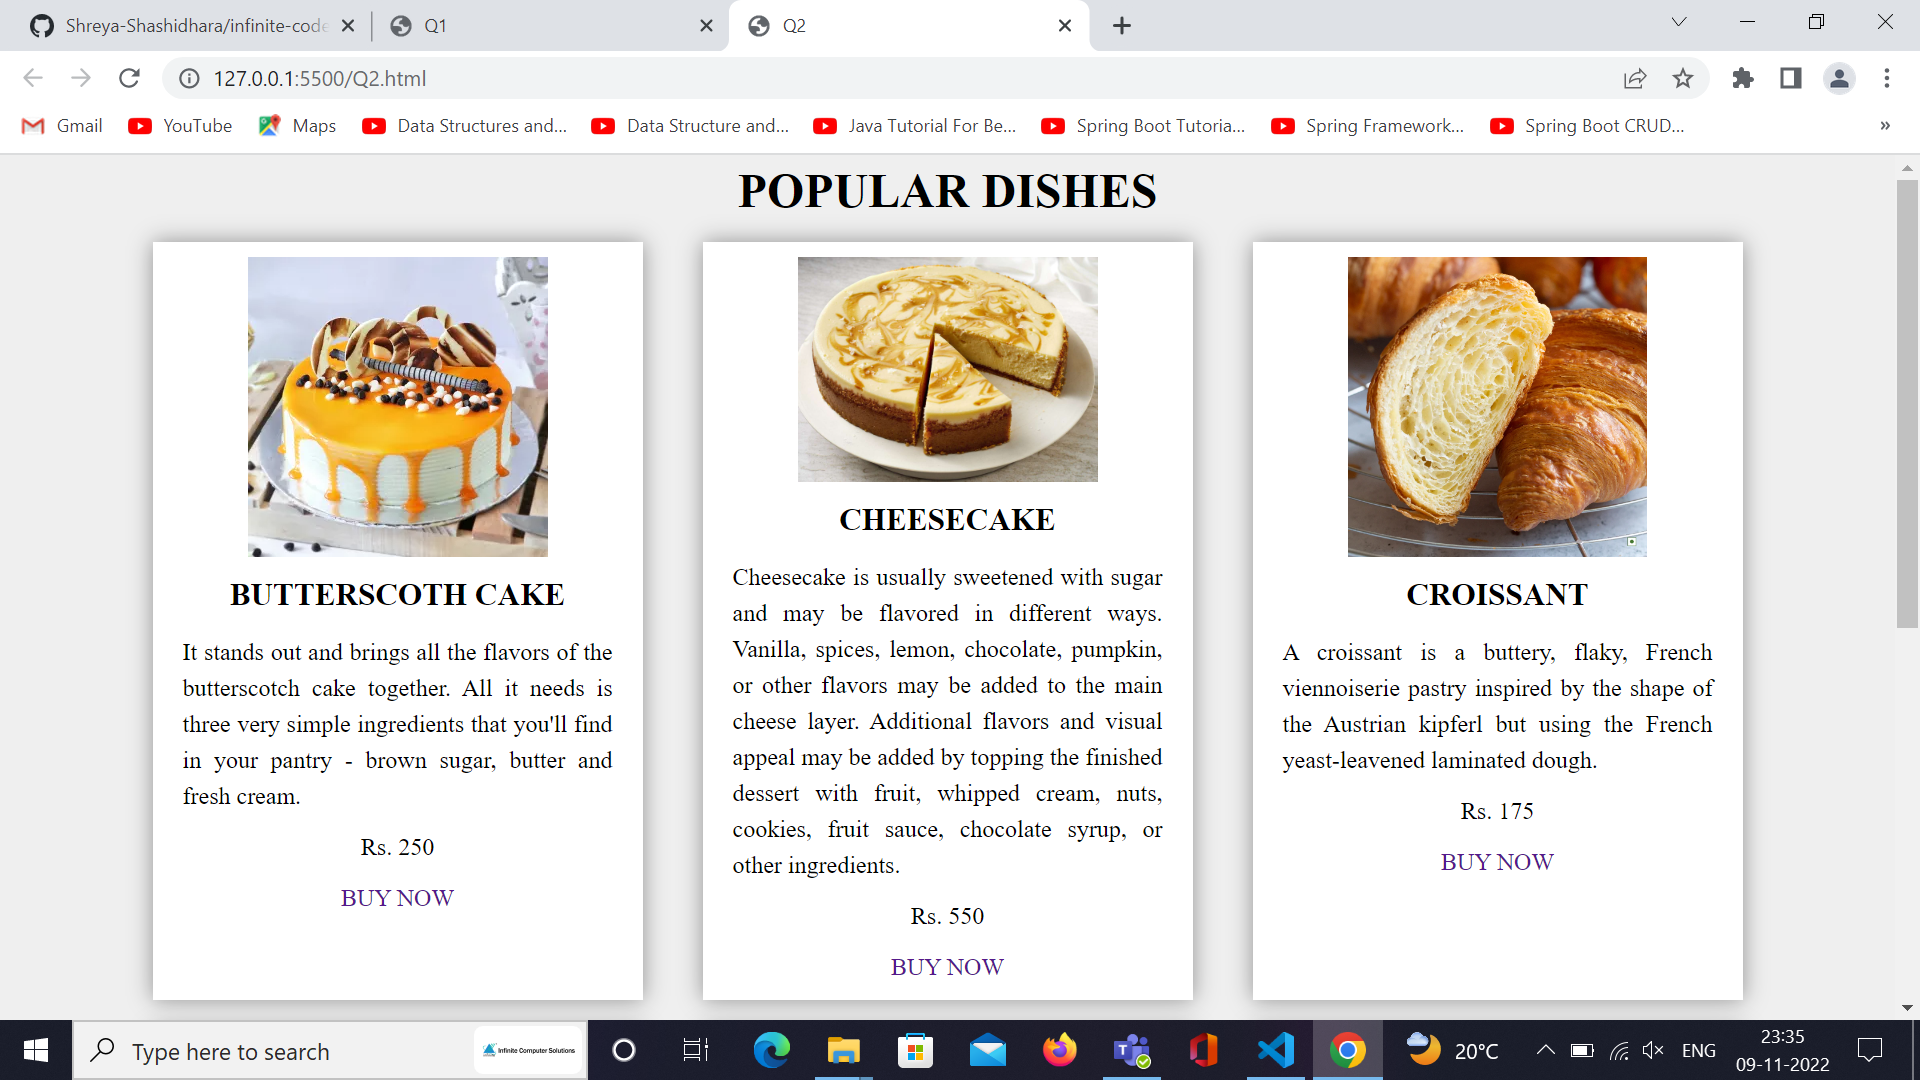 Shreya-Shashidhara/infinite-code
Q1
Q2
127.0.0.1:5500/Q2.html
Gmail
YouTube
Maps
Data Structures and...
Data Structure and...
Java Tutorial For Be...
Spring Boot Tutoria...
Spring Framework...
Spring Boot CRUD...
»
POPULAR DISHES
BUTTERSCOTH CAKE
It stands out and brings all the flavors of the
butterscotch cake together. All it needs is
three very simple ingredients that you'll find
in your pantry - brown sugar, butter and
fresh cream.
Rs. 250
BUY NOW
CHEESECAKE
Cheesecake is usually sweetened with sugar
and may be flavored in different ways.
Vanilla, spices, lemon, chocolate, pumpkin,
or other flavors may be added to the main
cheese layer. Additional flavors and visual
appeal may be added by topping the finished
dessert with fruit, whipped cream, nuts,
cookies, fruit sauce, chocolate syrup, or
other ingredients.
Rs. 550
BUY NOW
CROISSANT
A croissant is a buttery, flaky, French
viennoiserie pastry inspired by the shape of
the Austrian kipferl but using the French
yeast-leavened laminated dough.
Rs. 175
BUY NOW
Type here to search
Infinite Computer Solutions
20°C
ENG
23:35
09-11-2022